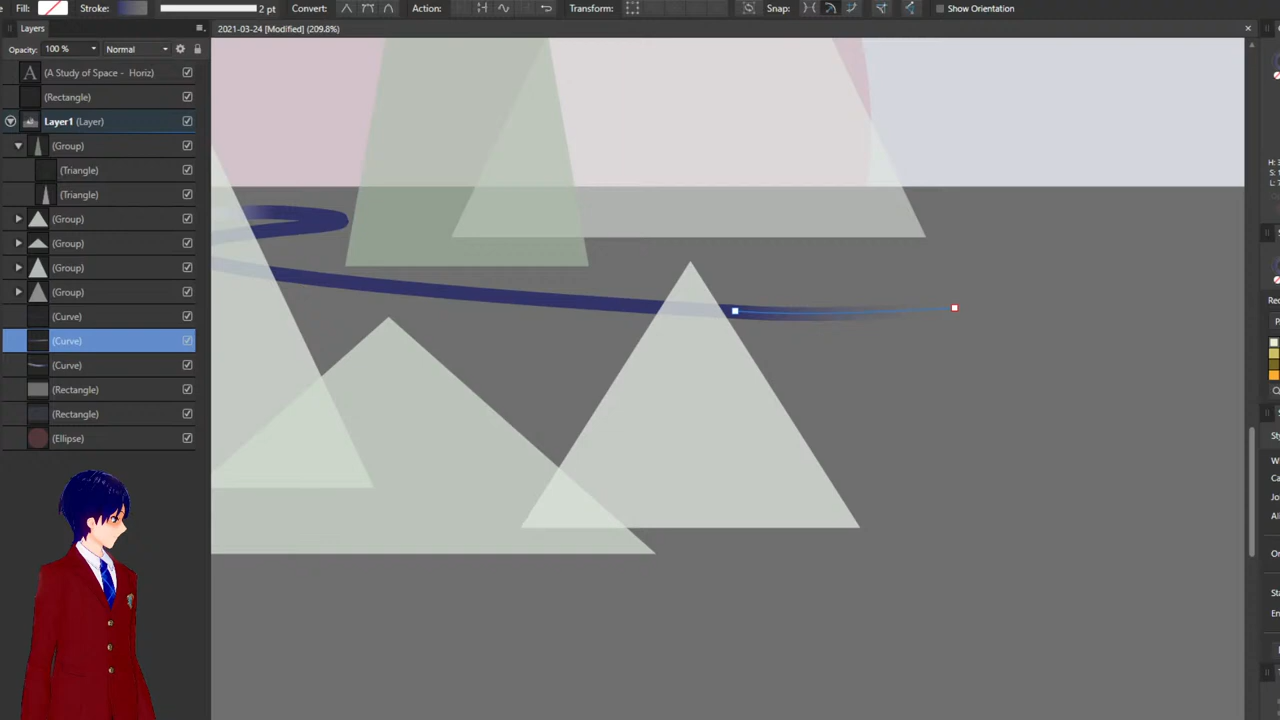 Fill: Stroke: 2 pt Convert: Action: Transform: Snap: Show Orientation
Layers 2021-03-24 [Modified] (209.8%)
Opacity: 100 % Normal
(A Study of Space - Horiz)
(Rectangle)
Layer1 (Layer)
(Group)
(Triangle)
(Triangle)
(Group)
(Group)
(Group)
(Group)
(Curve)
(Curve)
(Curve)
(Rectangle)
(Rectangle)
(Ellipse)
H: 3
S:
L: 7